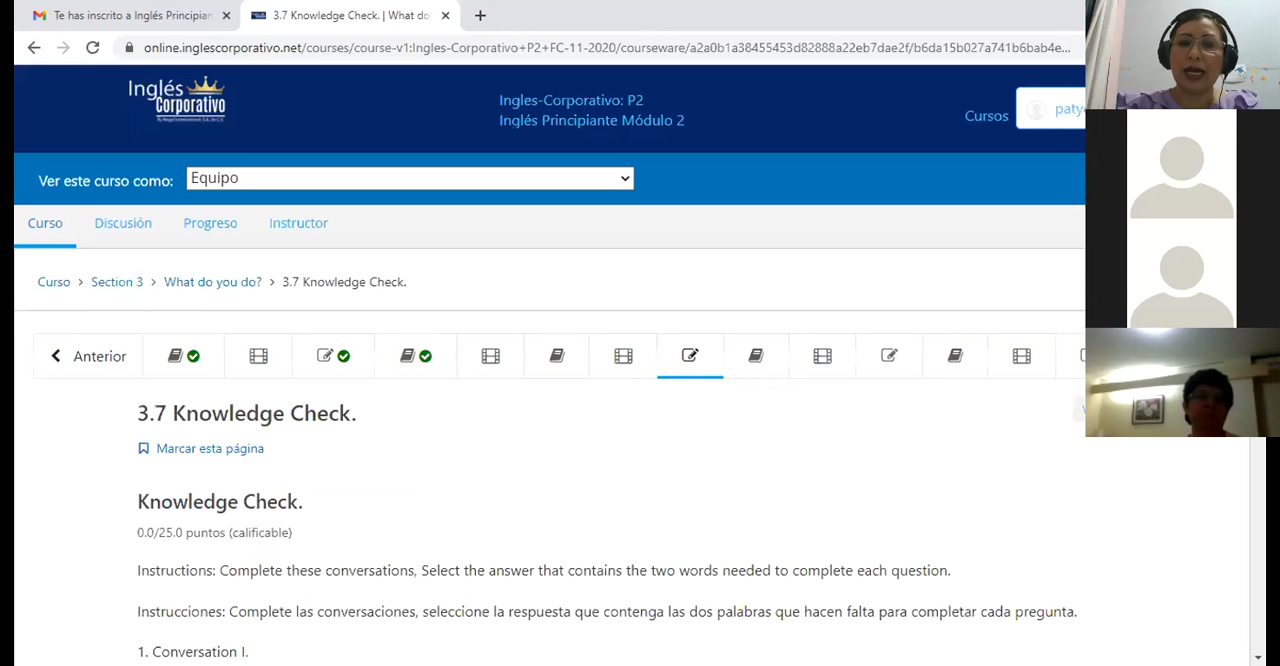 Te has inscrito a Inglés Principian
3.7 Knowledge Check. | What do
online.inglescorporativo.net/courses/course-v1:Ingles-Corporativo+P2+FC-11-2020/courseware/a2a0b1a38455453d82888a22eb7dae2f/b6da15b027a741b6bab4e...
Inglés
Corporativo
Ingles-Corporativo: P2
Inglés Principiante Módulo 2
Cursos
paty
Ver este curso como:
Equipo
Curso
Discusión
Progreso
Instructor
Curso > Section 3 > What do you do? > 3.7 Knowledge Check.
Anterior
3.7 Knowledge Check.
Marcar esta página
Knowledge Check.
0.0/25.0 puntos (calificable)
Instructions: Complete these conversations, Select the answer that contains the two words needed to complete each question.
Instrucciones: Complete las conversaciones, seleccione la respuesta que contenga las dos palabras que hacen falta para completar cada pregunta.
1. Conversation I.